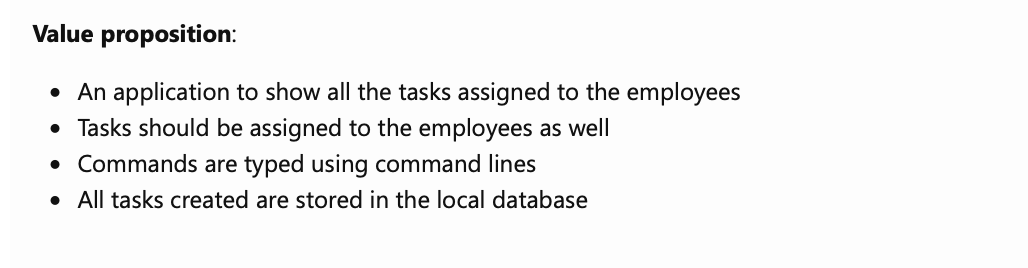 Value proposition:
• An application to show all the tasks assigned to the employees
• Tasks should be assigned to the employees as well
• Commands are typed using command lines
• All tasks created are stored in the local database